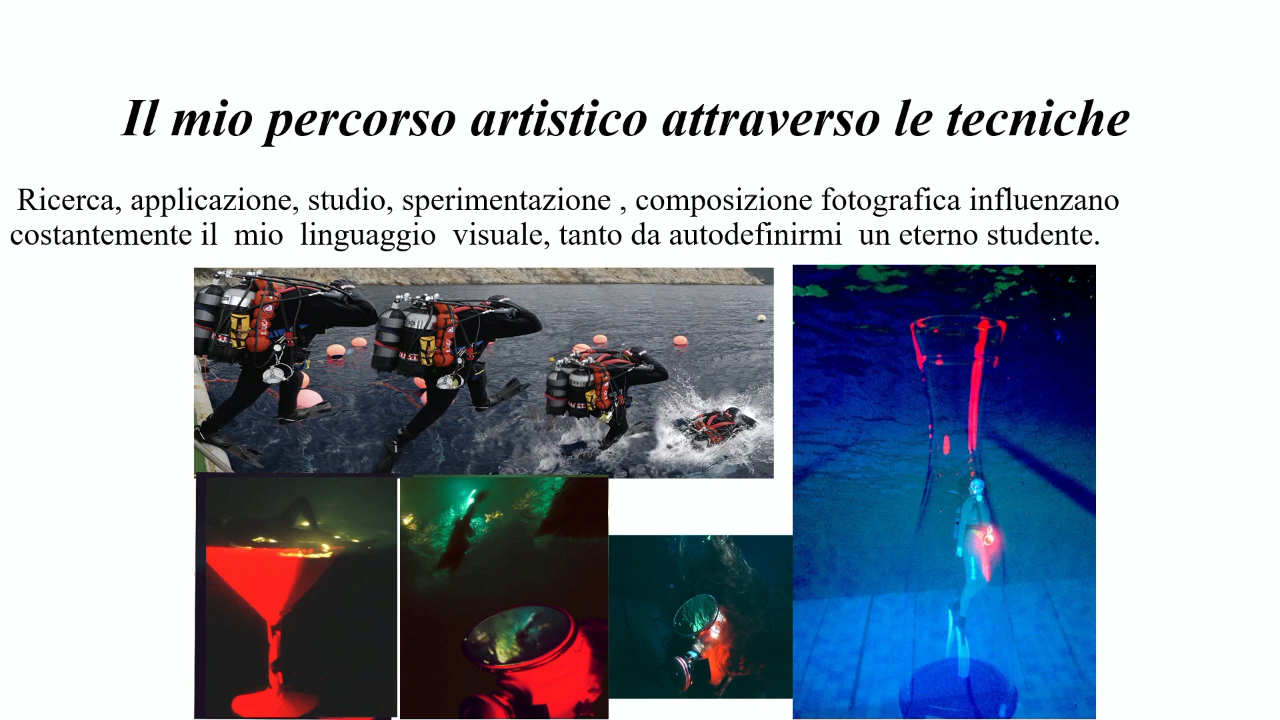 Il mio percorso artistico attraverso le tecniche
Ricerca, applicazione, studio, sperimentazione , composizione fotografica influenzano
costantemente il mio linguaggio visuale, tanto da autodefinirmi un eterno studente.